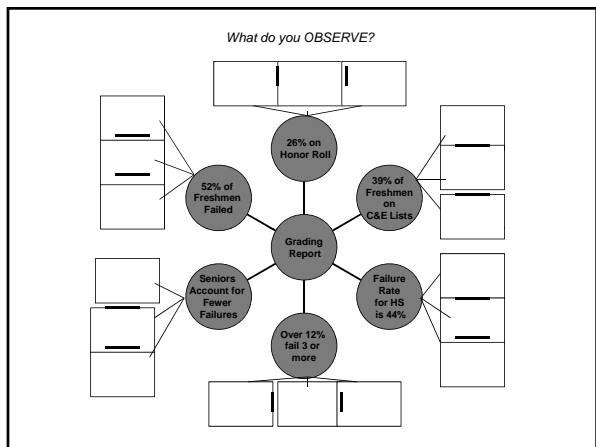 What do you OBSERVE?
26% on
Honor Roll
52% of
Freshmen
Failed
39% of
Freshmen
on
C&E Lists
Grading
Report
Seniors
Account for
Fewer
Failures
Failure
Rate
for HS
is 44%
Over 12%
fail 3 or
more